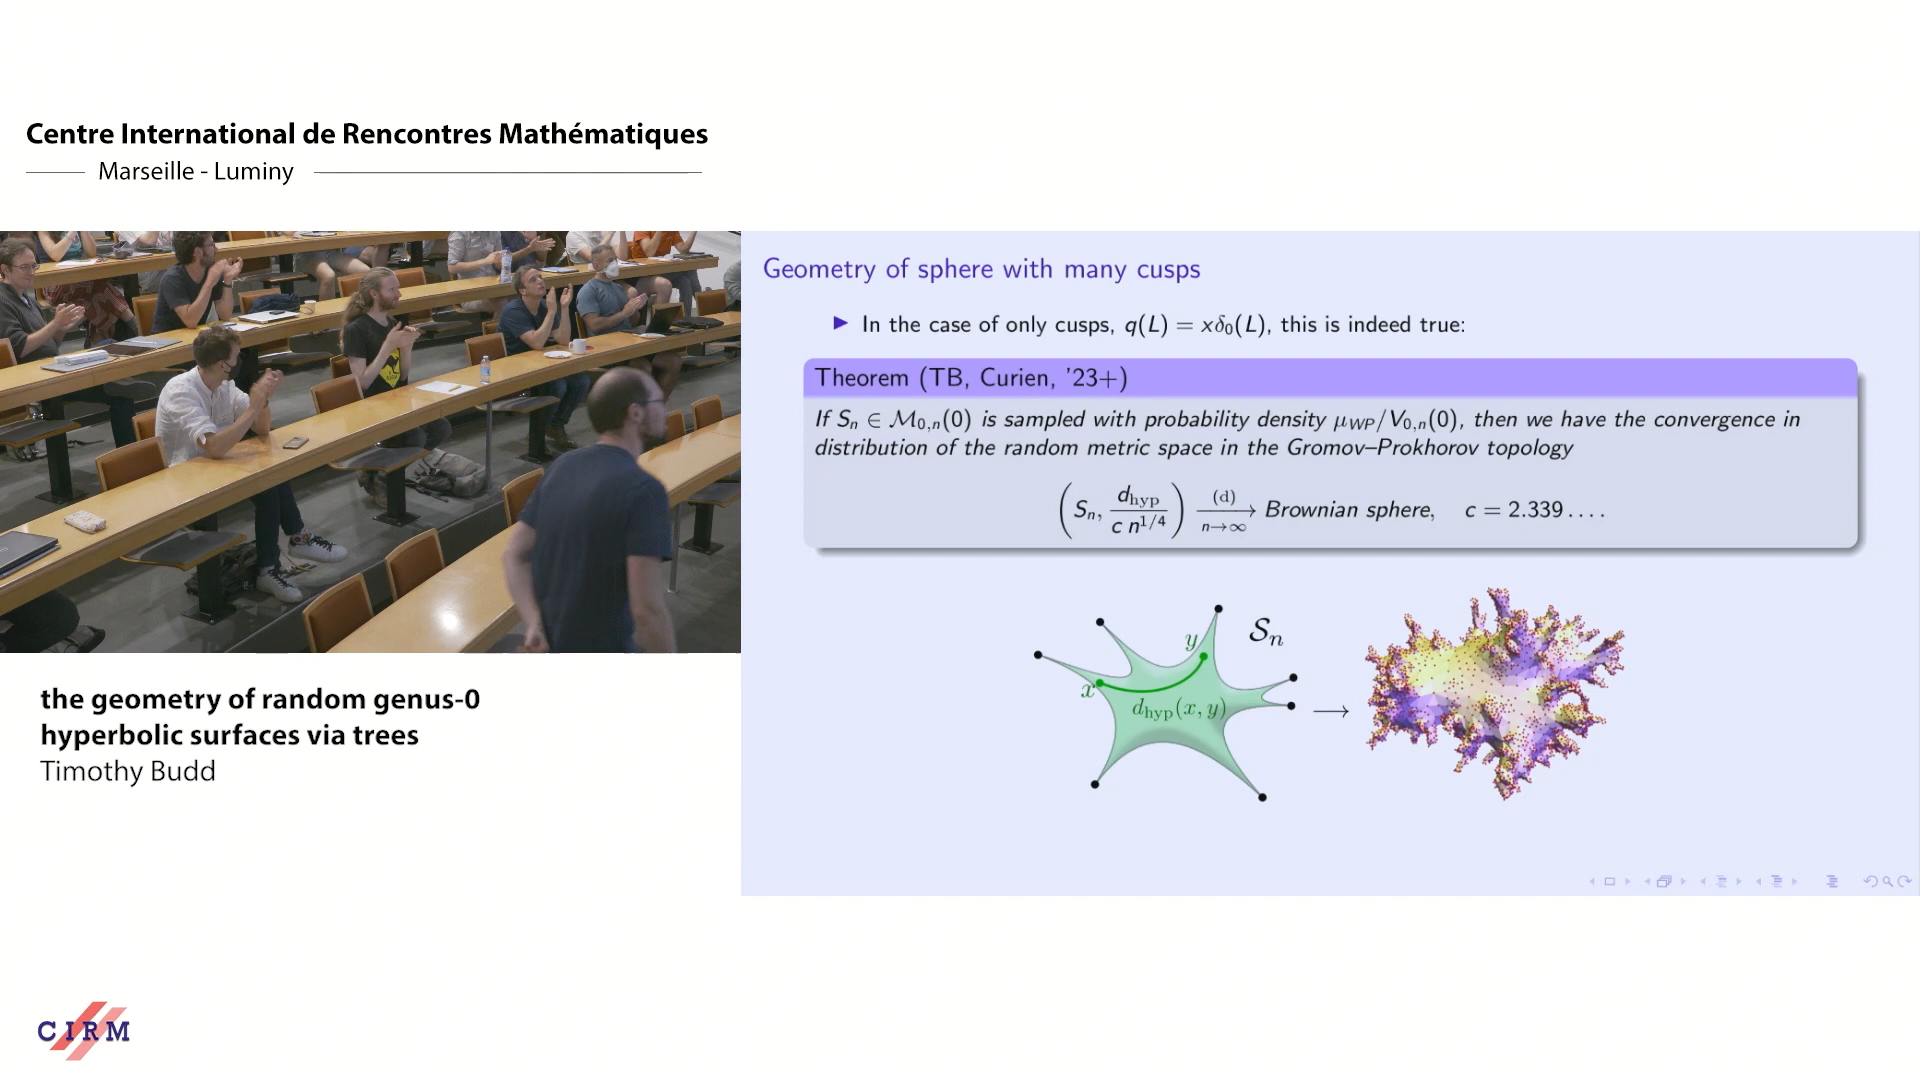 Centre International de Rencontres Mathématiques
Marseille - Luminy
Geometry of sphere with many cusps
In the case of only cusps, q(L) = xδ₀(L), this is indeed true:
Theorem (TB, Curien, '23+)
If Sₙ ∈ ℳ₀,ₙ(0) is sampled with probability density μ_WP/V₀,ₙ(0), then we have the convergence in
distribution of the random metric space in the Gromov–Prokhorov topology
(Sₙ, d_hyp / c n^{1/4}) (d) ⟶ n→∞ Brownian sphere, c = 2.339....
𝒮ₙ
y
x
d_hyp(x, y)
⟶
the geometry of random genus-0
hyperbolic surfaces via trees
Timothy Budd
CIRM